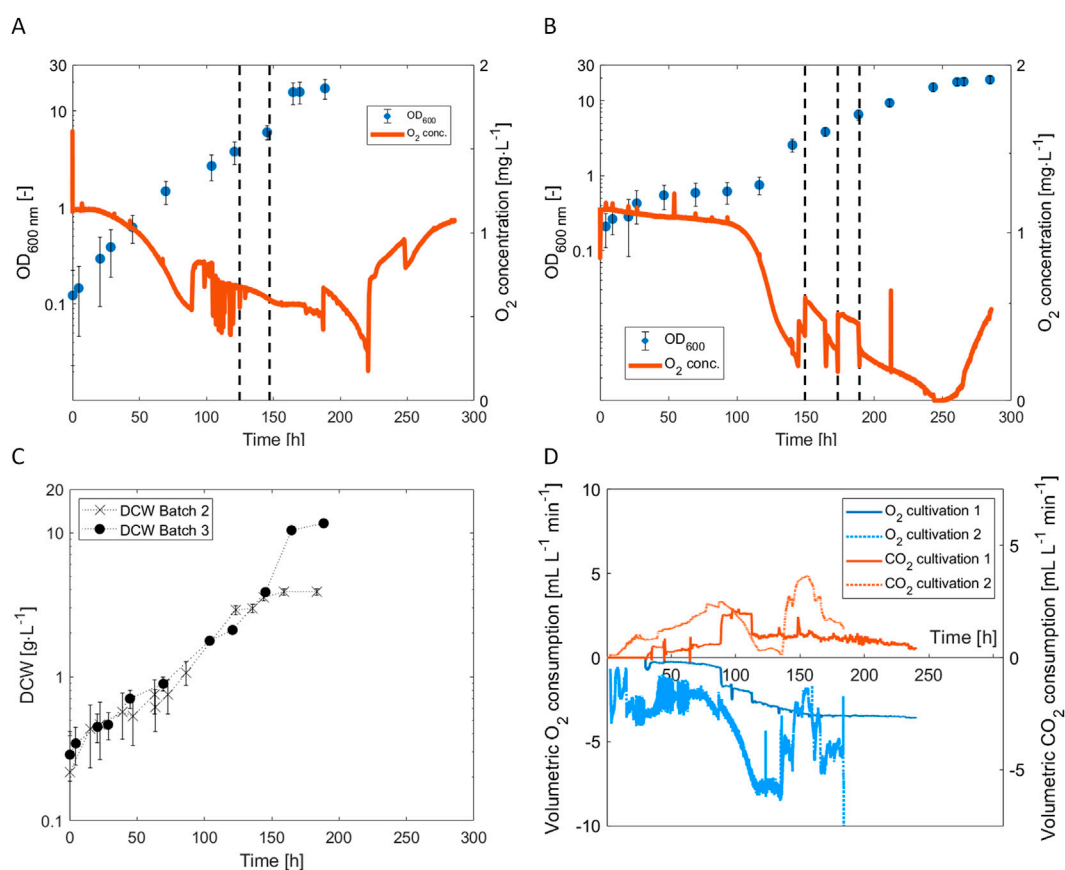 A
B
30
10
1
0.1
OD600 nm [-]
2
1
0
O2 concentration [mg·L-1]
OD600
O2 conc.
0 50 100 150 200 250 300
Time [h]
30
10
1
0.1
OD600 nm [-]
2
1
0
O2 concentration [mg·L-1]
OD600
O2 conc.
0 50 100 150 200 250 300
Time [h]
C
D
20
10
1
0.1
DCW [g·L-1]
DCW Batch 2
DCW Batch 3
0 50 100 150 200 250 300
Time [h]
10
5
0
-5
-10
Volumetric O2 consumption [mL L-1 min-1]
O2 cultivation 1
O2 cultivation 2
CO2 cultivation 1
CO2 cultivation 2
Time [h]
50 100 150 200 250
5
0
-5
Volumetric CO2 consumption [mL L-1 min-1]